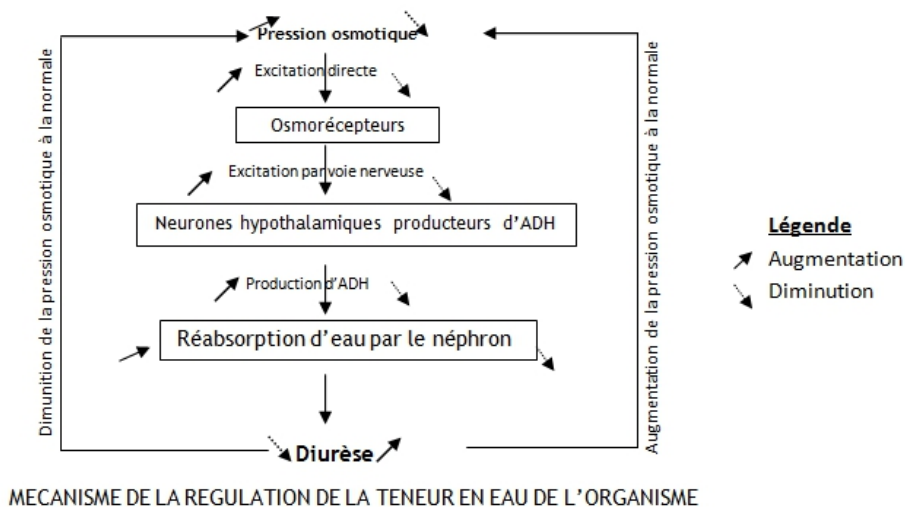 Pression osmotique
Excitation directe
Osmorécepteurs
Excitation par voie nerveuse
Neurones hypothalamiques producteurs d'ADH
Production d'ADH
Réabsorption d'eau par le néphron
Diurèse
Dimunition de la pression osmotique à la normale
Augmentation de la pression osmotique à la normale
Légende
Augmentation
Diminution
MECANISME DE LA REGULATION DE LA TENEUR EN EAU DE L'ORGANISME